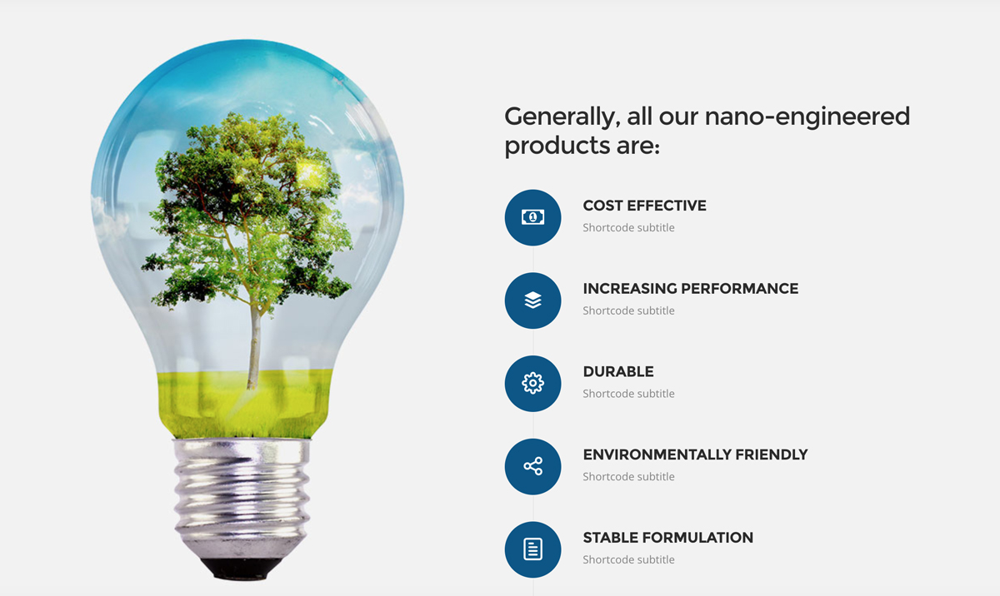 Generally, all our nano-engineered
products are:
COST EFFECTIVE
Shortcode subtitle
INCREASING PERFORMANCE
Shortcode subtitle
DURABLE
Shortcode subtitle
ENVIRONMENTALLY FRIENDLY
Shortcode subtitle
STABLE FORMULATION
Shortcode subtitle